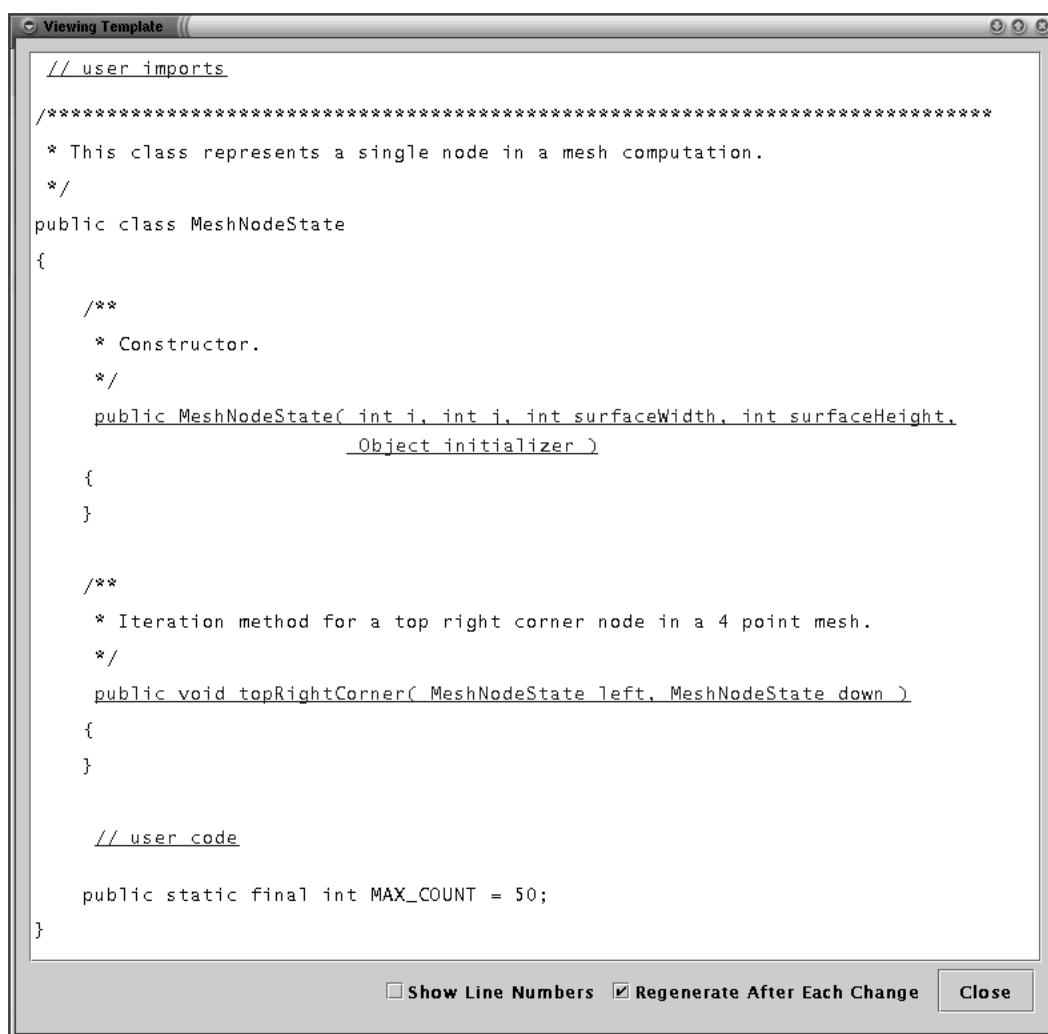 Viewing Template
// user imports
/*******************************************************************************
* This class represents a single node in a mesh computation.
*/
public class MeshNodeState
{
/**
* Constructor.
*/
public MeshNodeState( int i, int j, int surfaceWidth, int surfaceHeight,
Object initializer )
{
}
/**
* Iteration method for a top right corner node in a 4 point mesh.
*/
public void topRightCorner( MeshNodeState left, MeshNodeState down )
{
}
// user code
public static final int MAX_COUNT = 50;
}
Show Line Numbers Regenerate After Each Change Close